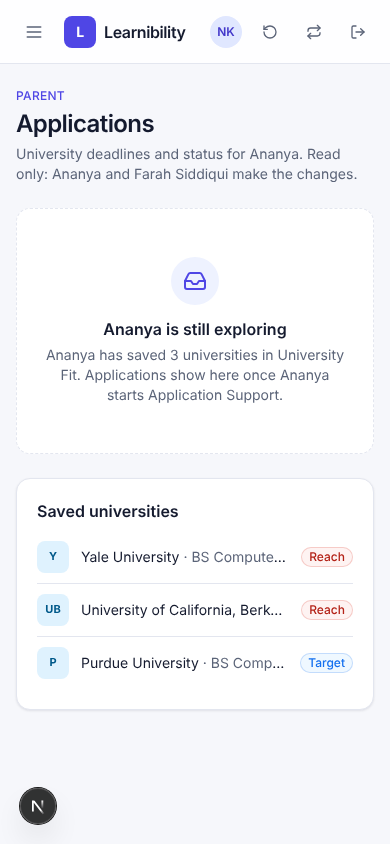 L Learnibility NK
PARENT
Applications
University deadlines and status for Ananya. Read
only: Ananya and Farah Siddiqui make the changes.
Ananya is still exploring
Ananya has saved 3 universities in University
Fit. Applications show here once Ananya
starts Application Support.
Saved universities
Y Yale University · BS Compute... Reach
UB University of California, Berk... Reach
P Purdue University · BS Comp... Target
N